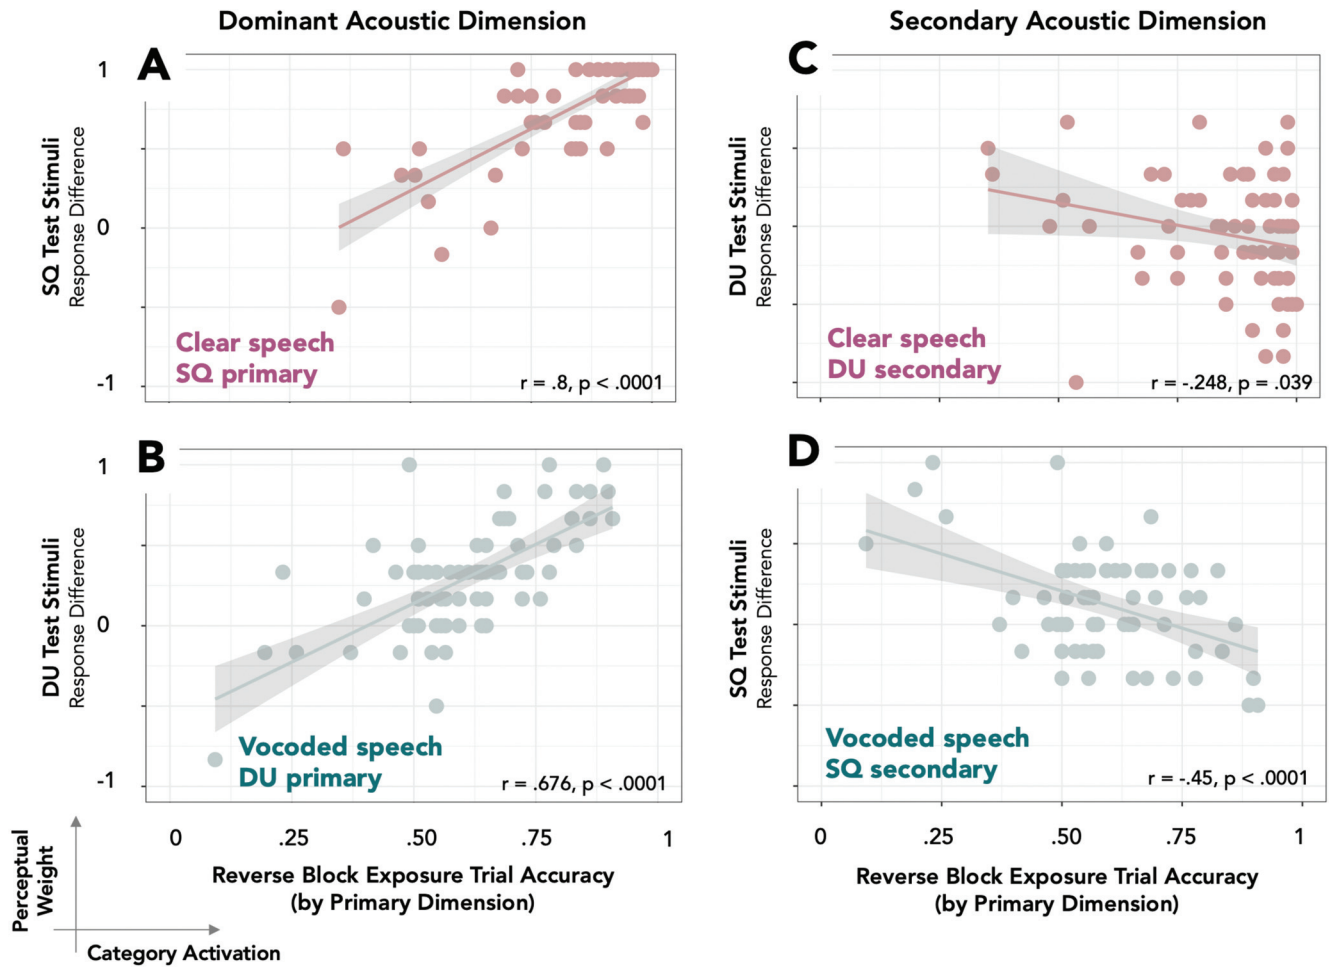 Dominant Acoustic Dimension
A
1
0
-1
SQ Test Stimuli
Response Difference
Clear speech
SQ primary
r = .8, p < .0001
B
1
0
-1
DU Test Stimuli
Response Difference
Vocoded speech
DU primary
r = .676, p < .0001
0 .25 .50 .75 1
Reverse Block Exposure Trial Accuracy
(by Primary Dimension)
Perceptual
Weight
Category Activation
Secondary Acoustic Dimension
C
DU Test Stimuli
Response Difference
Clear speech
DU secondary
r = -.248, p = .039
D
SQ Test Stimuli
Response Difference
Vocoded speech
SQ secondary
r = -.45, p < .0001
0 .25 .50 .75 1
Reverse Block Exposure Trial Accuracy
(by Primary Dimension)